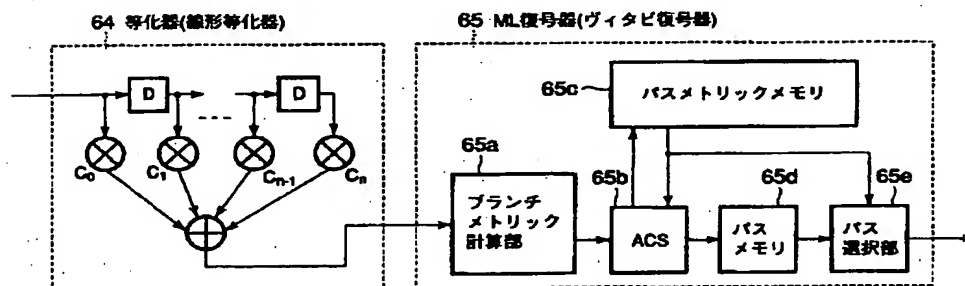 64 等化器(線形等化器)
65 ML復号器(ヴィタビ復号器)
D
D
C0
C1
Cn-1
Cn
65c
パスメトリックメモリ
65a
ブランチ
メトリック
計算部
65b
ACS
65d
パス
メモリ
65e
パス
選択部